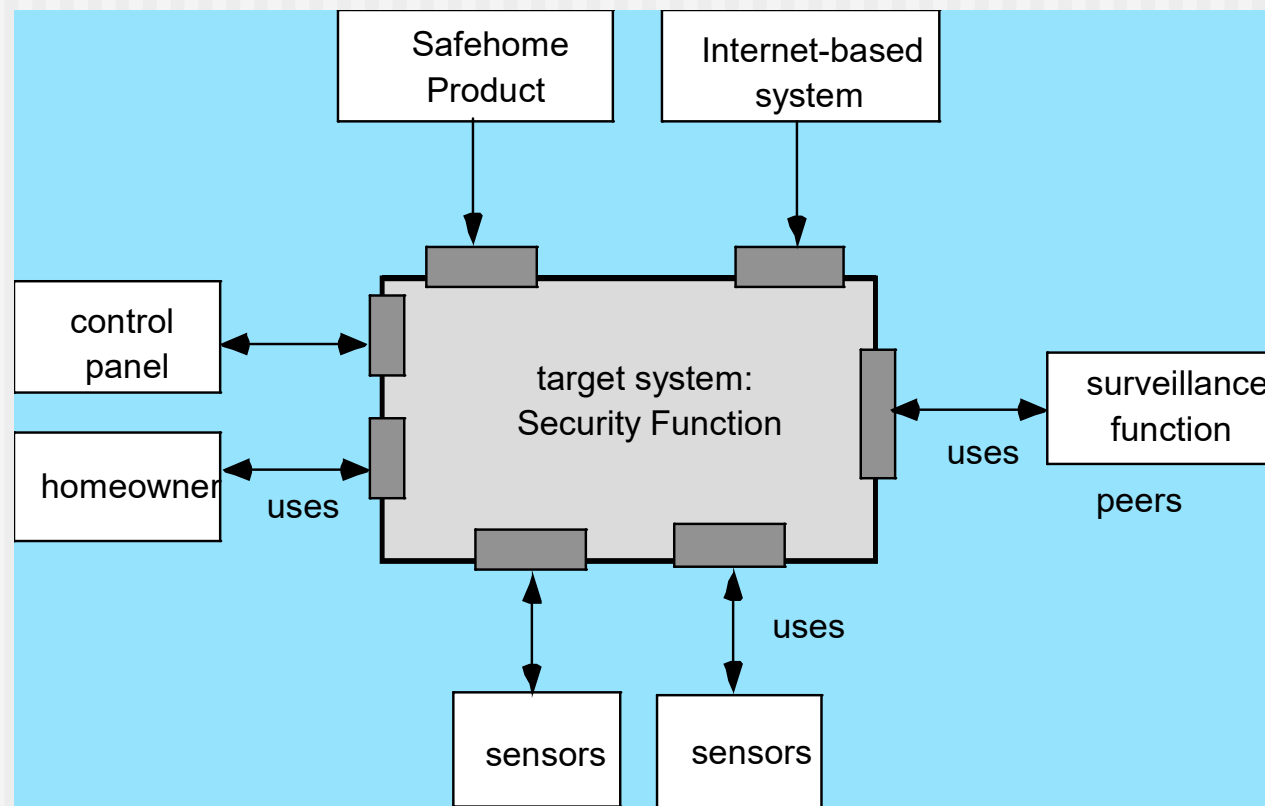 Safehome
Product
Internet-based
system
control
panel
target system:
Security Function
surveillance
function
uses
peers
homeowner
uses
uses
sensors
sensors